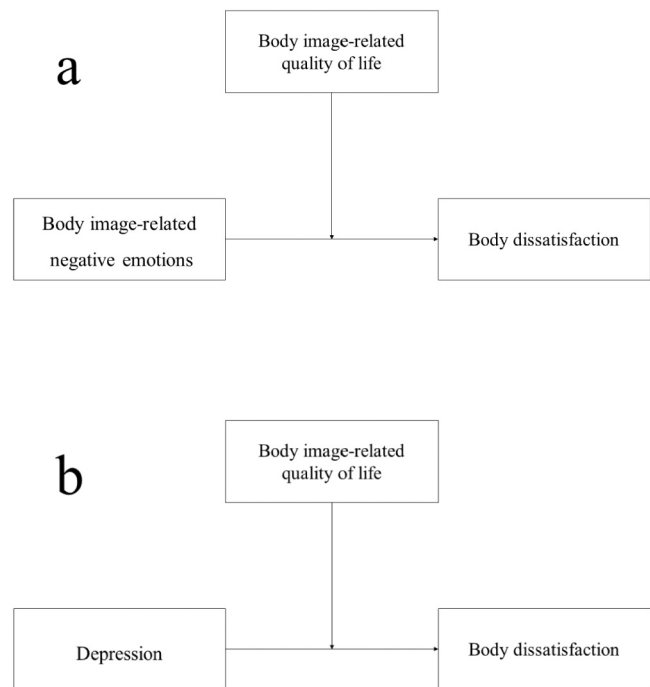 Body image-related
quality of life
a
Body image-related
negative emotions
Body dissatisfaction
Body image-related
quality of life
b
Depression
Body dissatisfaction